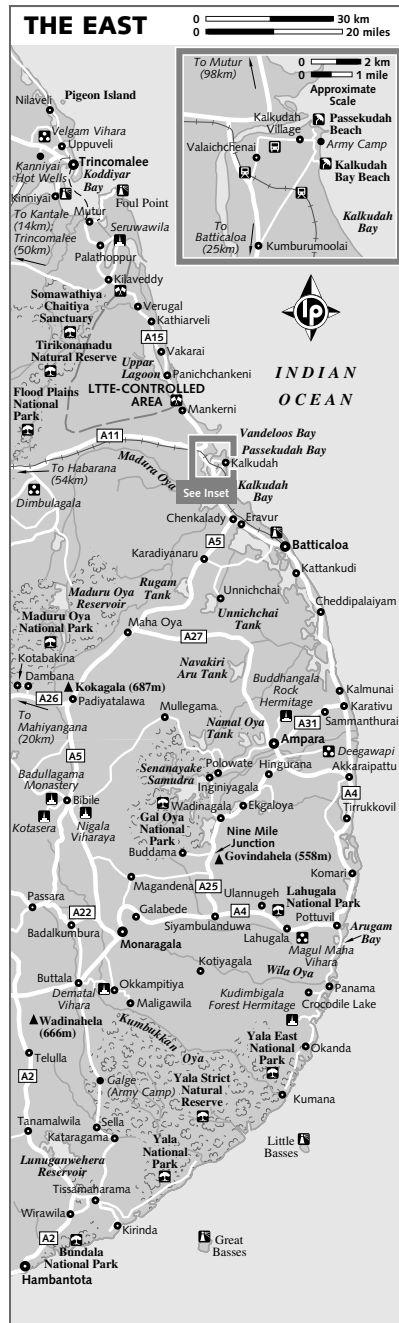 THE EAST
0 30 km
0 20 miles
To Mutur
(98km)
0 2 km
0 1 mile
Approximate
Scale
Kalkudah
Village
Passekudah
Beach
Army Camp
Valaichchenai
Kalkudah
Bay Beach
To
Batticaloa
(25km)
Kalkudah
Bay
Kumburumoolai
Pigeon Island
Nilaveli
Velgam Vihara
Uppuveli
Trincomalee
Kanniyai
Hot Wells
Koddiyar
Bay
Kinniyai
Foul Point
To Kantale
(14km);
Trincomalee
(50km)
Mutur
Seruwawila
Palathoppur
Kilaveddy
Somawathiya
Chaitiya
Sanctuary
Verugal
Kathiarveli
Tirikonamadu
Natural Reserve
A15
Vakarai
Uppar
Lagoon
Panichchankeni
INDIAN
OCEAN
LTTE-CONTROLLED
AREA
Flood Plains
National
Park
Mankerni
A11
Vandeloos Bay
Passekudah Bay
Kalkudah
To Habarana
(54km)
Madura Oya
See Inset
Kalkudah
Bay
Dimbulagala
Chenkalady
Eravur
A5
Batticaloa
Karadiyanaru
Kattankudi
Rugam
Tank
Unnichchai
Maduru Oya
Reservoir
Unnichchai
Tank
Cheddipalaiyam
Maduru Oya
National Park
Maha Oya
A27
Kotabakina
Navakiri
Aru Tank
Dambana
Buddhangala
Rock
Hermitage
Kalmunai
A26
Kokagala (687m)
Padiyatalawa
Mullegama
Karativu
A31
Sammanthurai
To
Mahiyangana
(20km)
Namal Oya
Tank
Ampara
Deegawapi
A5
Polowate
Hingurana
Akkaraipattu
Badullagama
Monastery
Senanayake
Samudra
Inginiyagala
A4
Bibile
Gal Oya
National
Park
Wadinagala
Ekgaloya
Tirrukkovil
Kotasera
Nigala
Viharaya
Nine Mile
Junction
Buddama
Govindahela (558m)
Komari
Magandena
A25
Ulannugeh
Lahugala
National Park
Passara
A22
Galabede
A4
Pottuvil
Badalkumbura
Siyambulanduwa
Lahugala
Arugam
Bay
Monaragala
Magul Maha
Vihara
Kotiyagala
Wila Oya
Buttala
Okkampitiya
Panama
Dematal
Vihara
Maligawila
Kudimbigala
Forest Hermitage
Crocodile Lake
Wadinahela
(666m)
Kumbukkan
Oya
Yala East
National
Park
Okanda
Telulla
A2
Galge
(Army Camp)
Yala Strict
Natural
Reserve
Kumana
Tanamalwila
Sella
Kataragama
Little
Basses
Lunuganwehera
Reservoir
Yala
National
Park
Tissamaharama
Wirawila
Kirinda
A2
Bundala
National Park
Great
Basses
Hambantota
lp